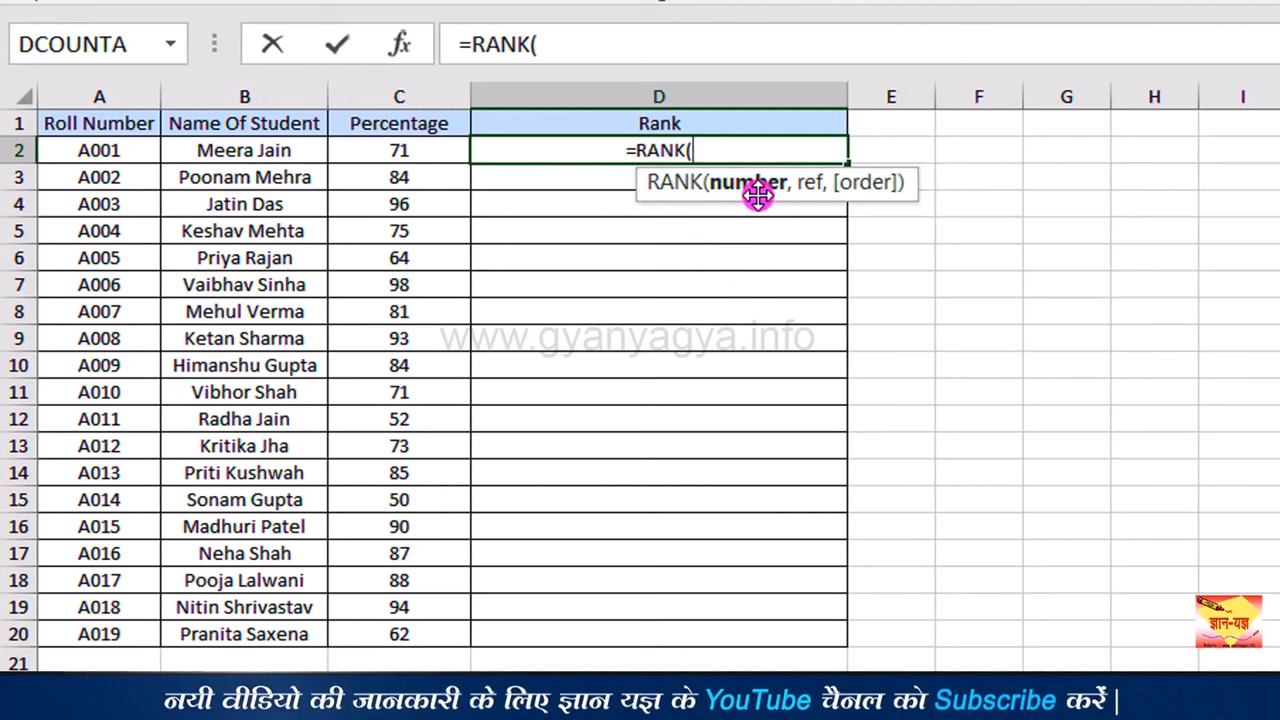 DCOUNTA fx =RANK(
A B C D E F G H I
1 Roll Number Name Of Student Percentage Rank
2 A001 Meera Jain 71 =RANK(
RANK(number, ref, [order])
3 A002 Poonam Mehra 84
4 A003 Jatin Das 96
5 A004 Keshav Mehta 75
6 A005 Priya Rajan 64
7 A006 Vaibhav Sinha 98
8 A007 Mehul Verma 81
9 A008 Ketan Sharma 93
www.gyanyagya.info
10 A009 Himanshu Gupta 84
11 A010 Vibhor Shah 71
12 A011 Radha Jain 52
13 A012 Kritika Jha 73
14 A013 Priti Kushwah 85
15 A014 Sonam Gupta 50
16 A015 Madhuri Patel 90
17 A016 Neha Shah 87
18 A017 Pooja Lalwani 88
19 A018 Nitin Shrivastav 94
ज्ञान-यज्ञ
20 A019 Pranita Saxena 62
21
नयी वीडियो की जानकारी के लिए ज्ञान यज्ञ के YouTube चैनल को Subscribe करें |